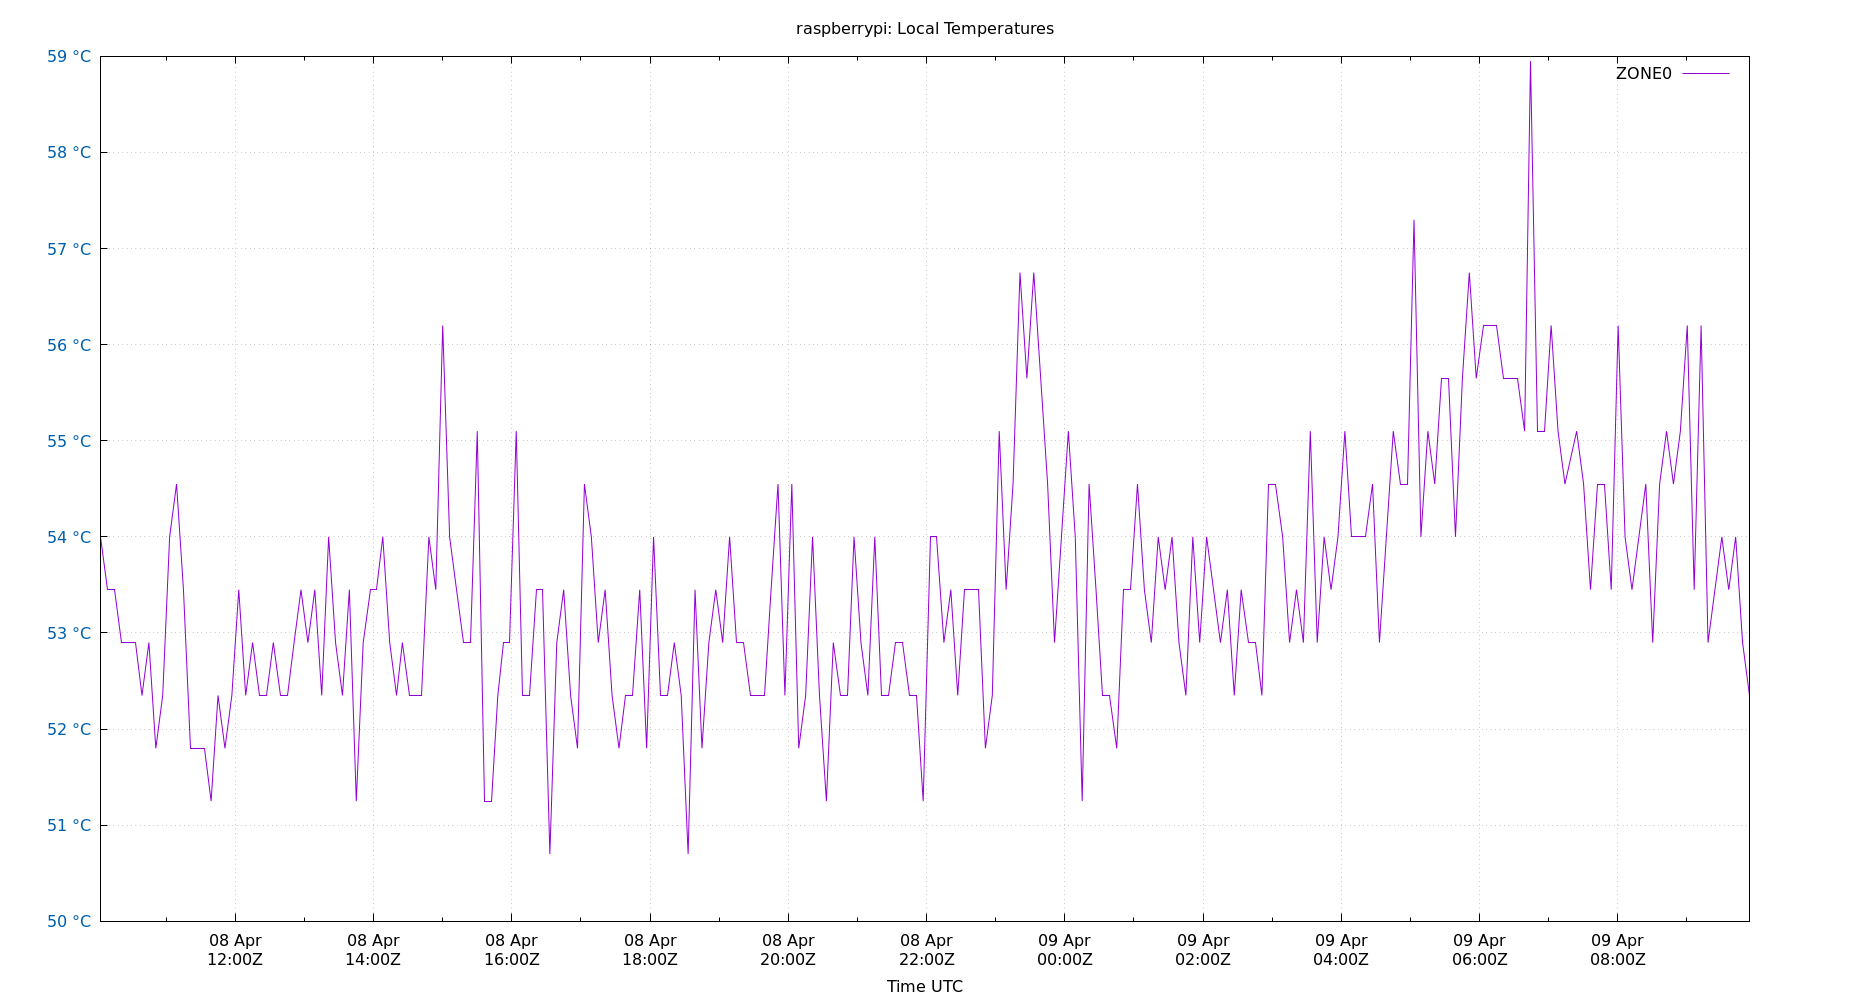 raspberrypi: Local Temperatures
ZONE0
59 °C
58 °C
57 °C
56 °C
55 °C
54 °C
53 °C
52 °C
51 °C
50 °C
08 Apr
12:00Z
08 Apr
14:00Z
08 Apr
16:00Z
08 Apr
18:00Z
08 Apr
20:00Z
08 Apr
22:00Z
09 Apr
00:00Z
09 Apr
02:00Z
09 Apr
04:00Z
09 Apr
06:00Z
09 Apr
08:00Z
Time UTC